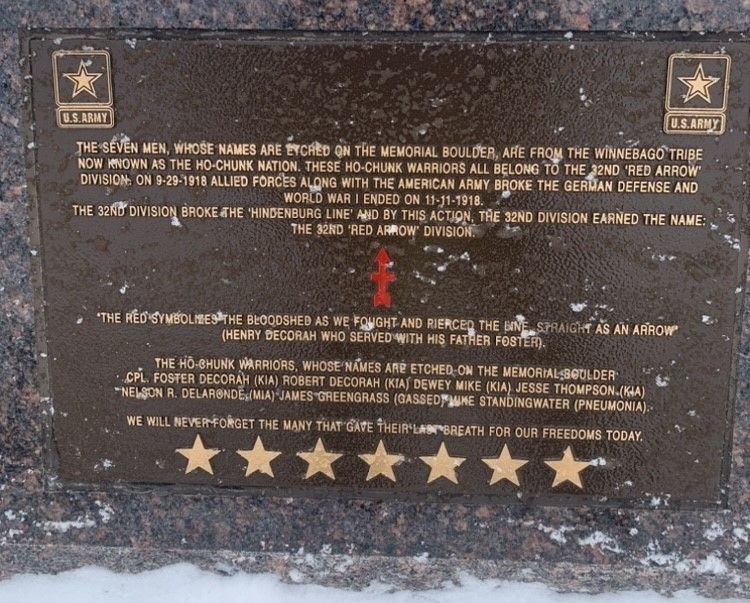 U.S.ARMY
U.S.ARMY
THE SEVEN MEN, WHOSE NAMES ARE ETCHED ON THE MEMORIAL BOULDER, ARE FROM THE WINNEBAGO TRIBE
NOW KNOWN AS THE HO-CHUNK NATION. THESE HO-CHUNK WARRIORS ALL BELONG TO THE 32ND 'RED ARROW'
DIVISION. ON 9-29-1918 ALLIED FORCES ALONG WITH THE AMERICAN ARMY BROKE THE GERMAN DEFENSE AND
WORLD WAR I ENDED ON 11-11-1918.
THE 32ND DIVISION BROKE THE 'HINDENBURG LINE' AND BY THIS ACTION, THE 32ND DIVISION EARNED THE NAME:
THE 32ND 'RED ARROW' DIVISION.
"THE RED SYMBOLIZES THE BLOODSHED AS WE FOUGHT AND PIERCED THE LINE, STRAIGHT AS AN ARROW"
(HENRY DECORAH WHO SERVED WITH HIS FATHER FOSTER).
THE HO-CHUNK WARRIORS, WHOSE NAMES ARE ETCHED ON THE MEMORIAL BOULDER
CPL. FOSTER DECORAH (KIA) ROBERT DECORAH (KIA) DEWEY MIKE (KIA) JESSE THOMPSON (KIA)
NELSON R. DELARONDE (MIA) JAMES GREENGRASS (GASSED) MIKE STANDINGWATER (PNEUMONIA).
WE WILL NEVER FORGET THE MANY THAT GAVE THEIR LAST BREATH FOR OUR FREEDOMS TODAY.